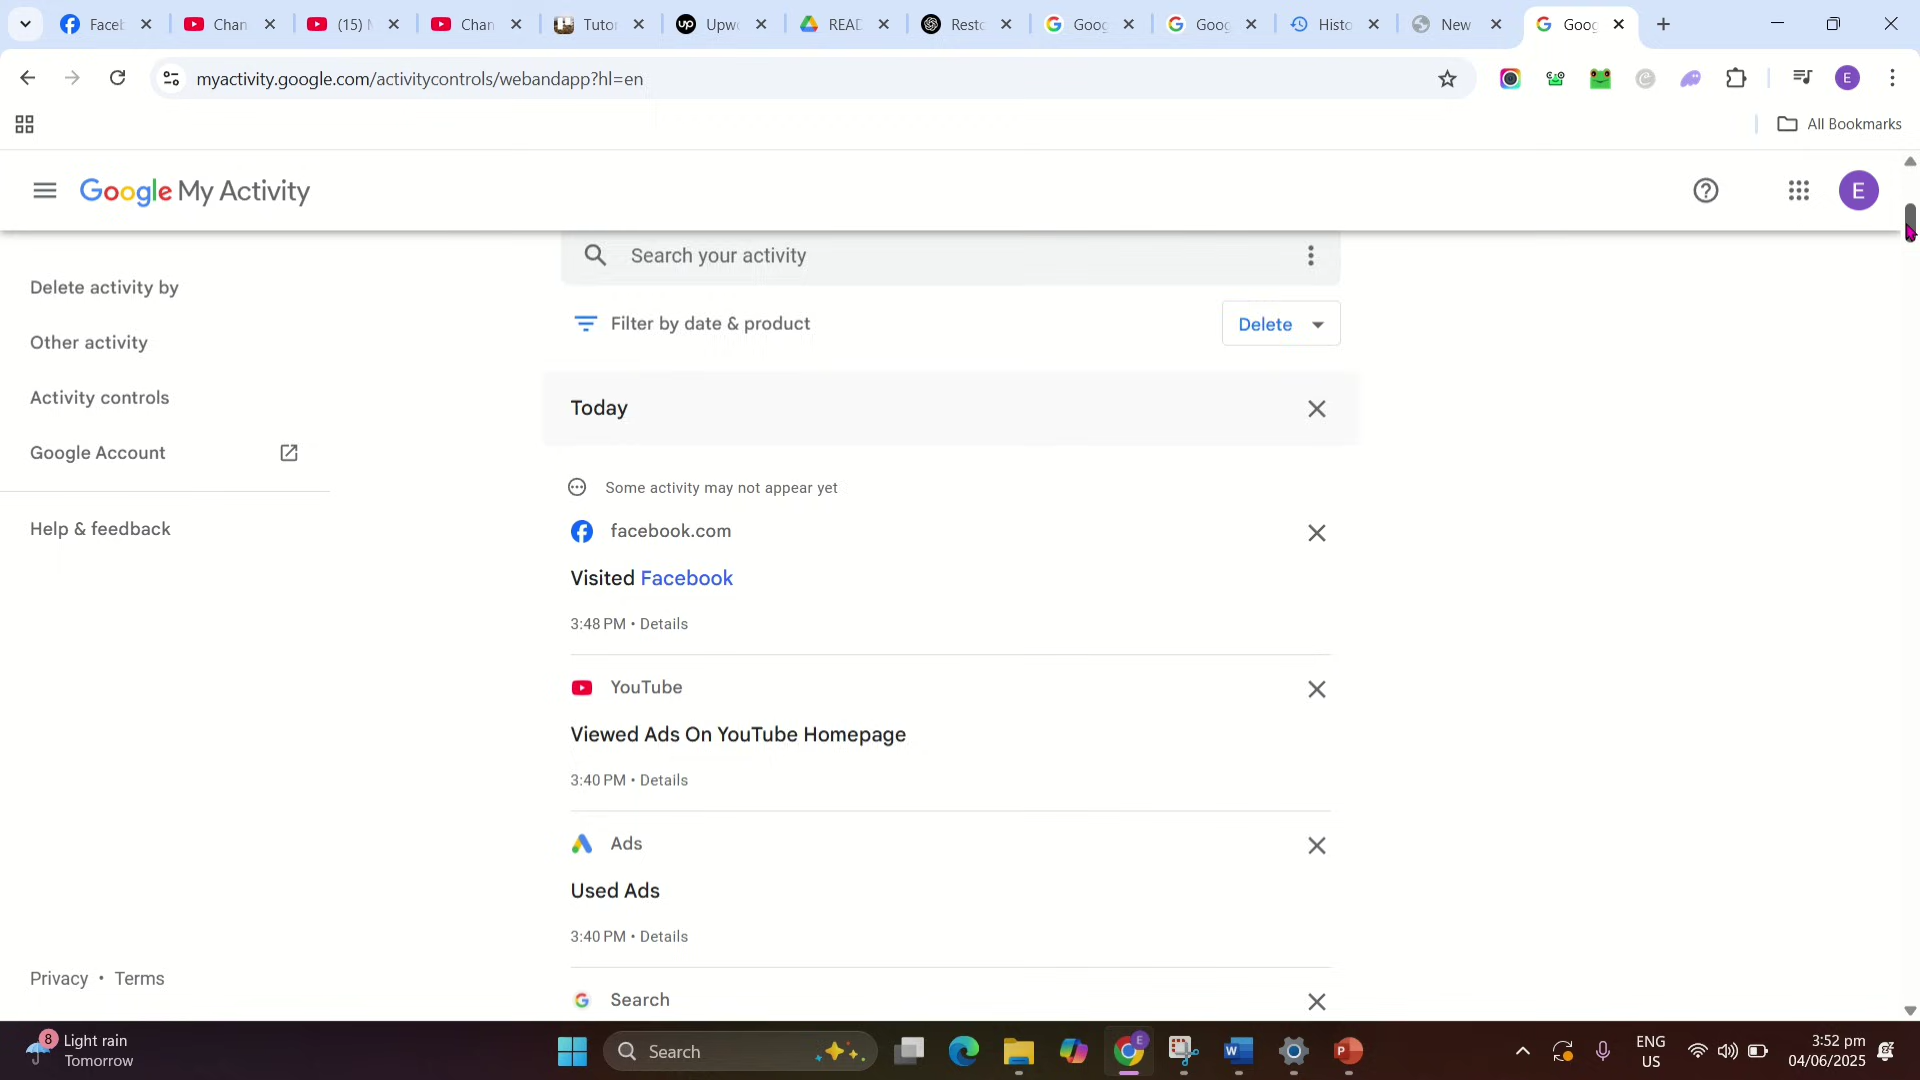 Faceb
Chan
(15) M
Chan
Tutor
Upwo
READ
Resto
Goog
Goog
Histo
New
Goog
myactivity.google.com/activitycontrols/webandapp?hl=en
E
All Bookmarks
Google My Activity
E
Search your activity
Delete activity by
Filter by date & product
Delete
Other activity
Activity controls
Today
Google Account
Some activity may not appear yet
facebook.com
Help & feedback
Visited Facebook
3:48 PM • Details
YouTube
Viewed Ads On YouTube Homepage
3:40 PM • Details
Ads
Used Ads
3:40 PM • Details
Privacy • Terms
Search
8
Light rain
Tomorrow
Search
ENG
US
3:52 pm
04/06/2025